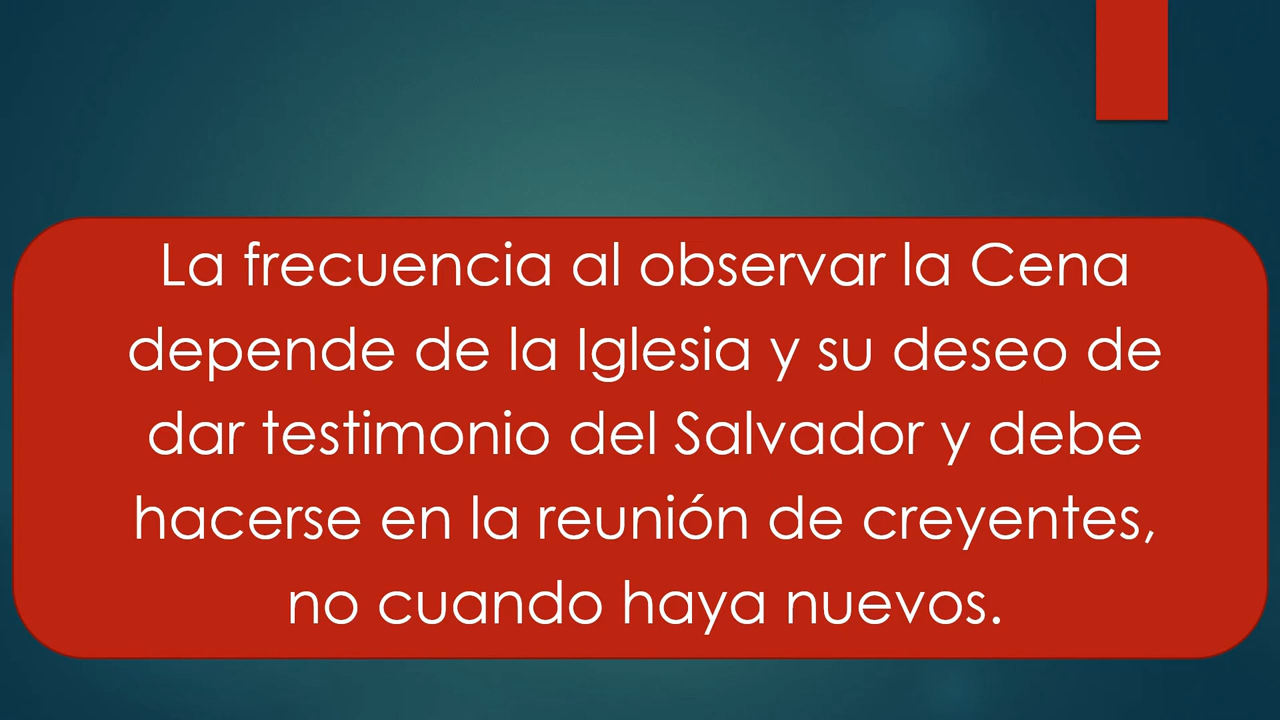 La frecuencia al observar la Cena
depende de la Iglesia y su deseo de
dar testimonio del Salvador y debe
hacerse en la reunión de creyentes,
no cuando haya nuevos.